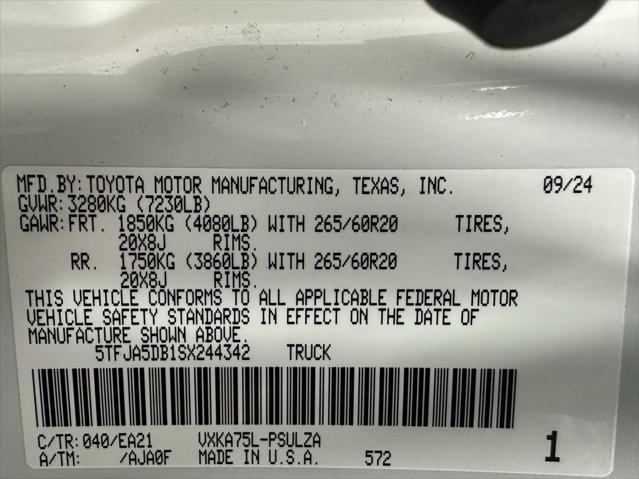 MFD.BY: TOYOTA MOTOR MANUFACTURING, TEXAS, INC. 09/24
GVWR: 3280KG (7230LB)
GAWR: FRT. 1850KG (4080LB) WITH 265/60R20 TIRES,
20X8J RIMS.
RR. 1750KG (3860LB) WITH 265/60R20 TIRES,
20X8J RIMS.
THIS VEHICLE CONFORMS TO ALL APPLICABLE FEDERAL MOTOR
VEHICLE SAFETY STANDARDS IN EFFECT ON THE DATE OF
MANUFACTURE SHOWN ABOVE.
5TFJA5DB1SX244342 TRUCK
C/TR: 040/EA21 VXKA75L-PSULZA
A/TM: /AJA0F MADE IN U.S.A. 572 1